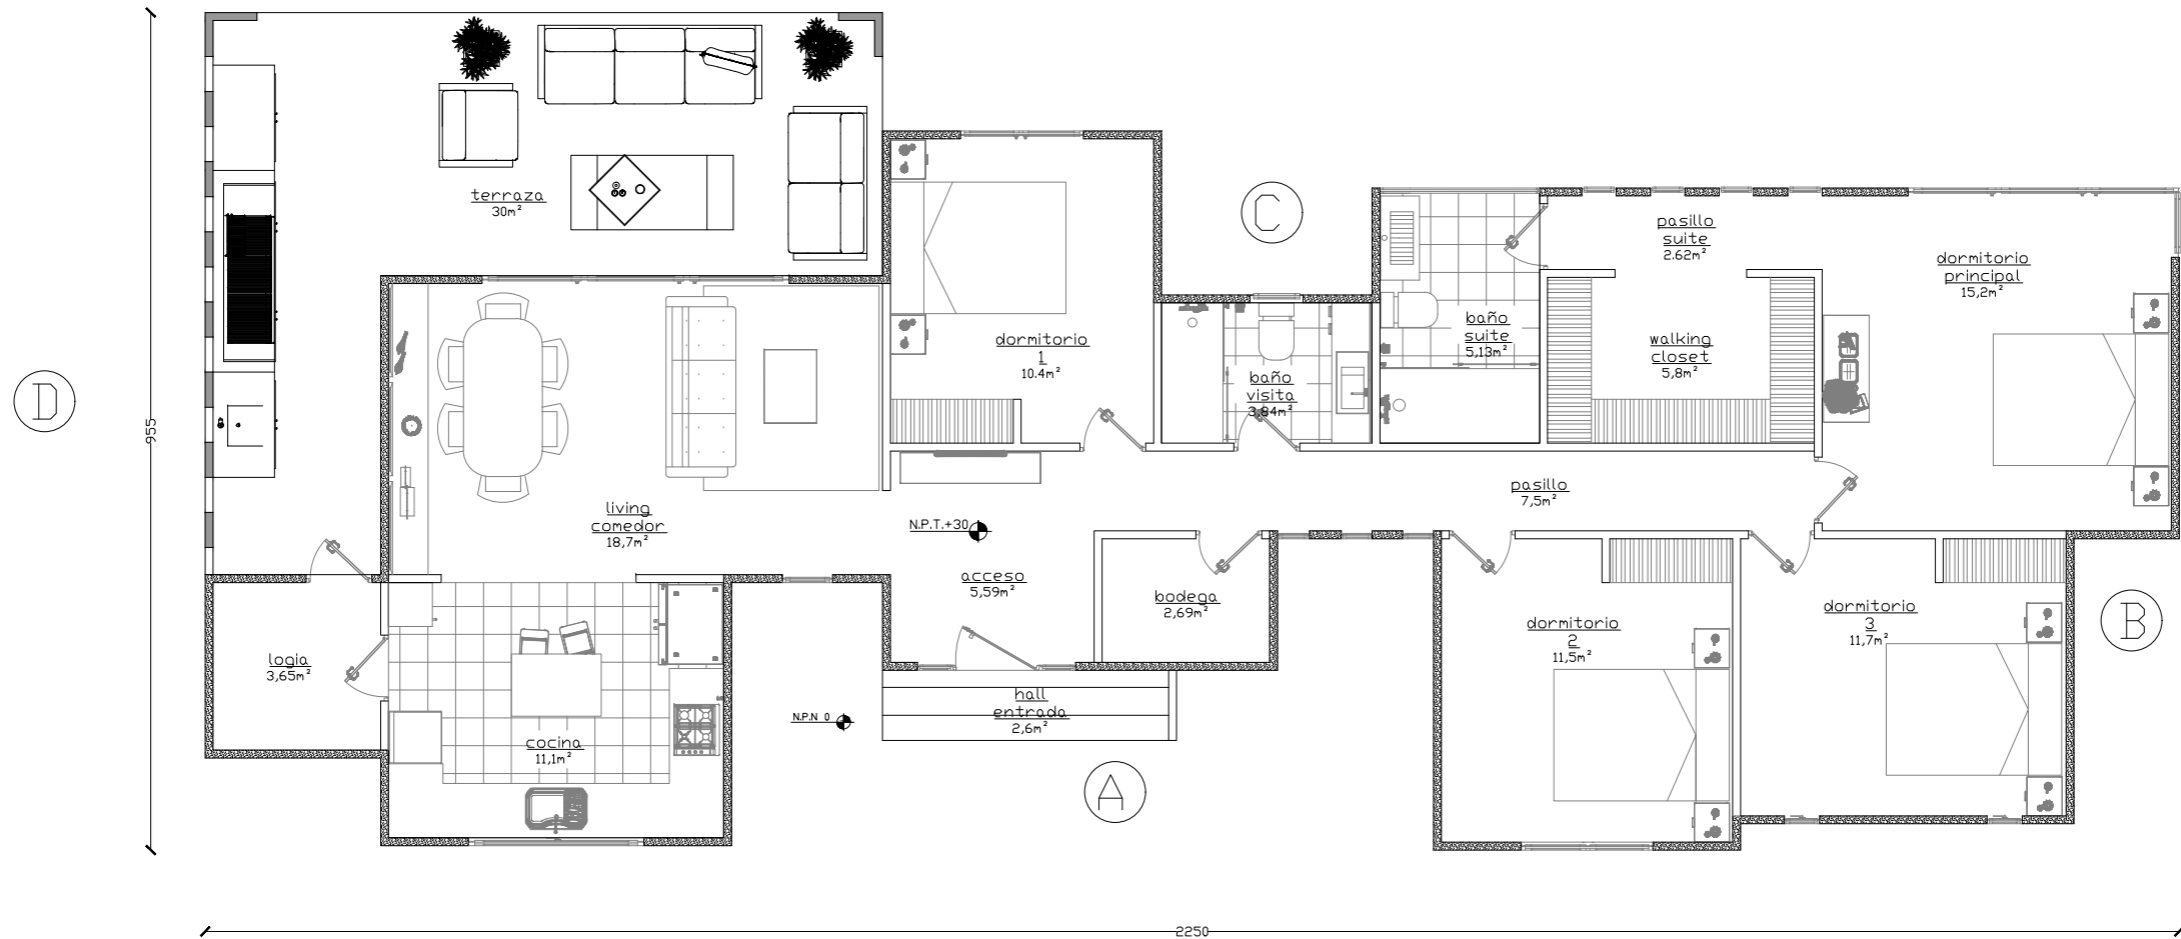 terraza
30m²
C
pasillo
suite
2.62m²
dormitorio
principal
15,2m²
baño
suite
5,13m²
dormitorio
1
10.4m²
walking
closet
5,8m²
D
baño
visita
3,84m²
955
pasillo
7,5m²
living
comedor
18,7m²
N.P.T.+30
acceso
5,59m²
bodega
2,69m²
dormitorio
2
11,5m²
dormitorio
3
11,7m²
B
logia
3,65m²
hall
entrada
2,6m²
N.P.N 0
cocina
11,1m²
A
2250